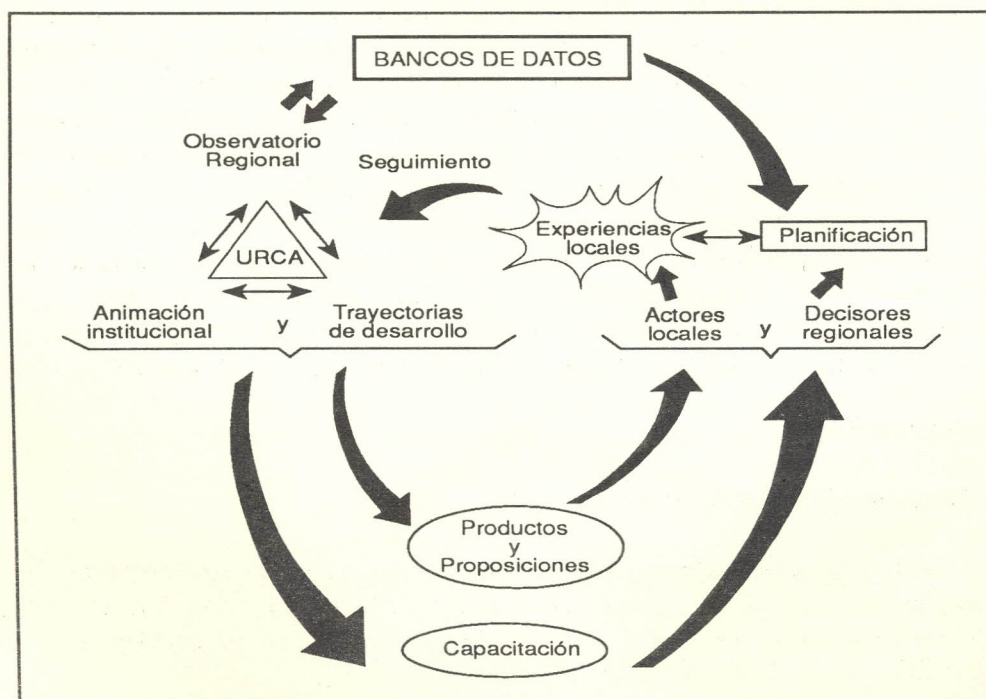 BANCOS DE DATOS
Observatorio
Regional
Seguimiento
URCA
Experiencias
locales
Planificación
Animación
institucional
y
Trayectorias
de desarrollo
Actores
locales
y
Decisores
regionales
Productos
y
Proposiciones
Capacitación